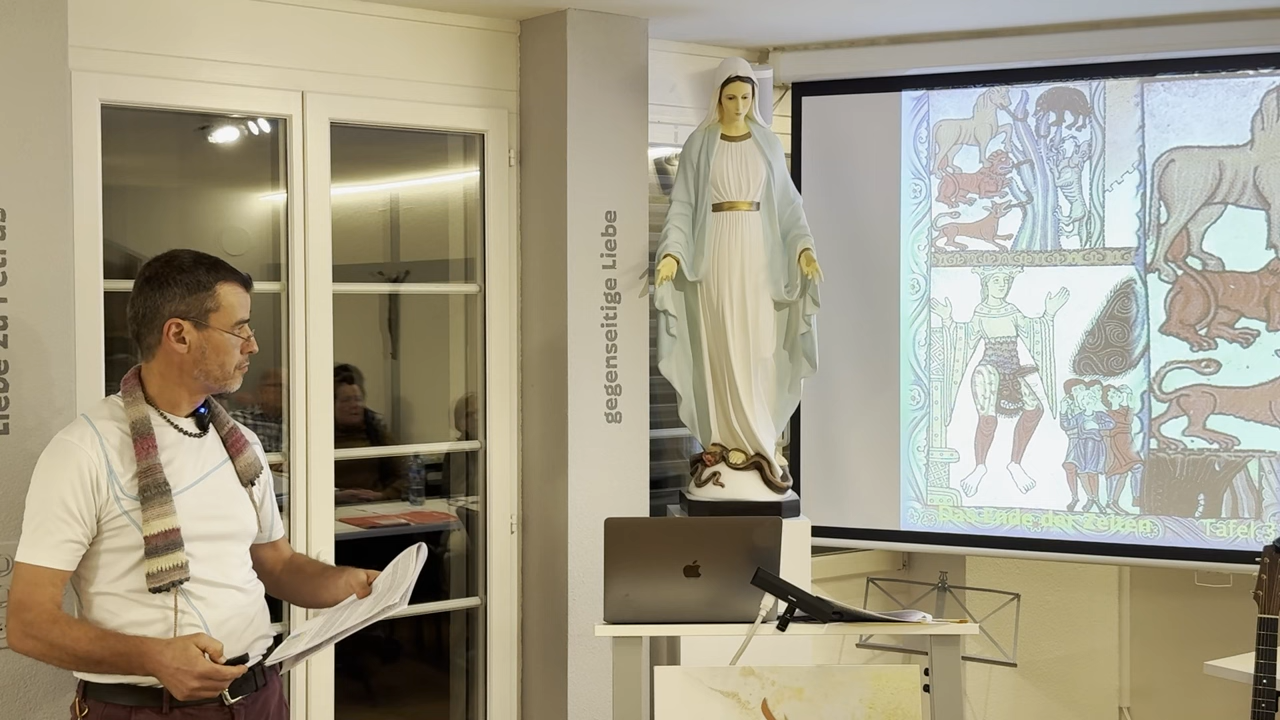 Liebe zu Petrus
gegenseitige Liebe
Das Ende der Zeiten
Tafel 3